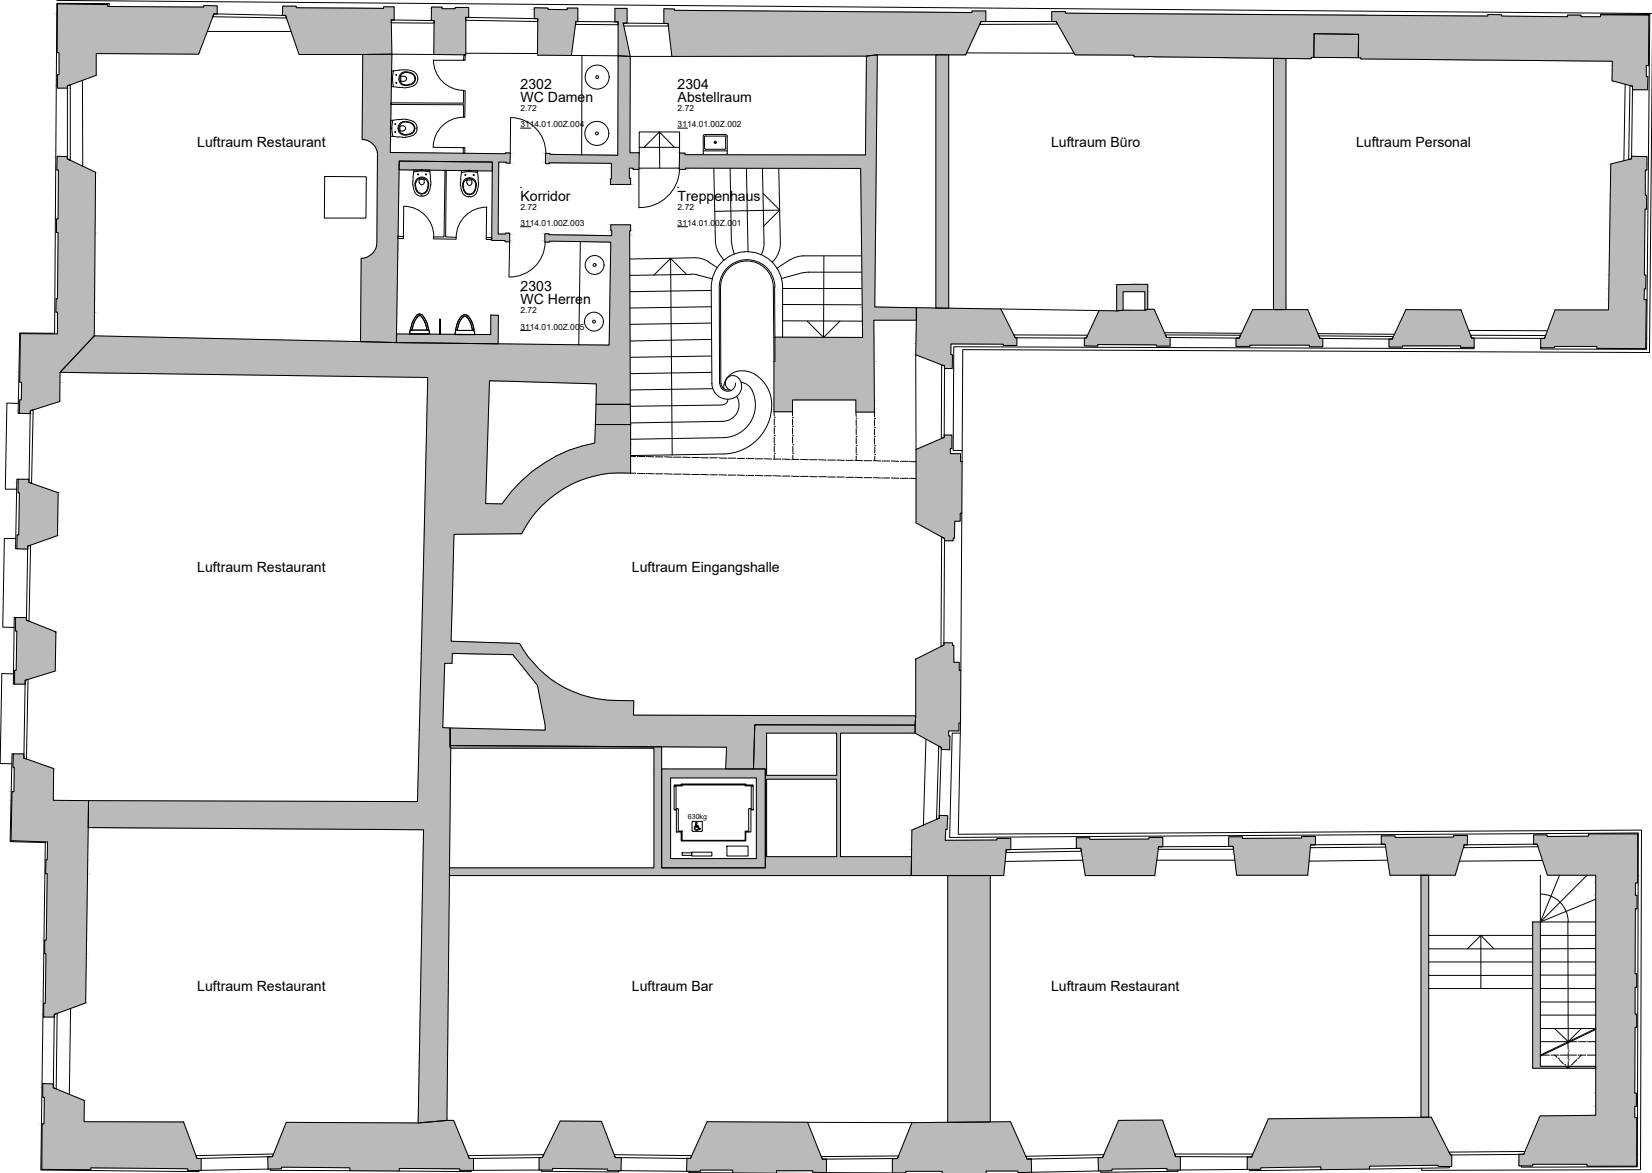 2302
WC Damen
2.72
3114.01.00Z.004
2304
Abstellraum
2.72
3114.01.00Z.002
Luftraum Restaurant
Luftraum Büro
Luftraum Personal
Korridor
2.72
3114.01.00Z.003
Treppenhaus
2.72
3114.01.00Z.001
2303
WC Herren
2.72
3114.01.00Z.005
Luftraum Restaurant
Luftraum Eingangshalle
630kg
Luftraum Restaurant
Luftraum Bar
Luftraum Restaurant